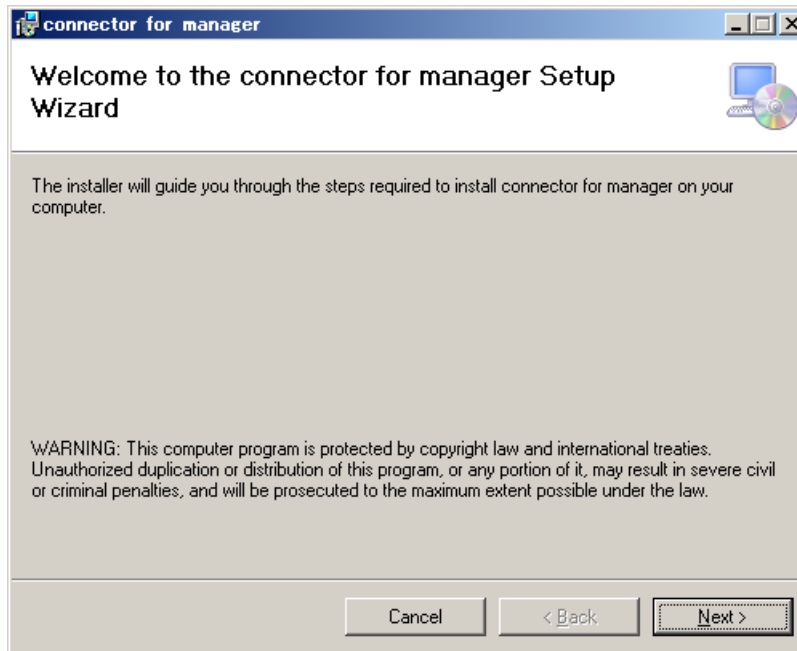 connector for manager
Welcome to the connector for manager Setup
Wizard
The installer will guide you through the steps required to install connector for manager on your
computer.
WARNING: This computer program is protected by copyright law and international treaties.
Unauthorized duplication or distribution of this program, or any portion of it, may result in severe civil
or criminal penalties, and will be prosecuted to the maximum extent possible under the law.
Cancel
< Back
Next >